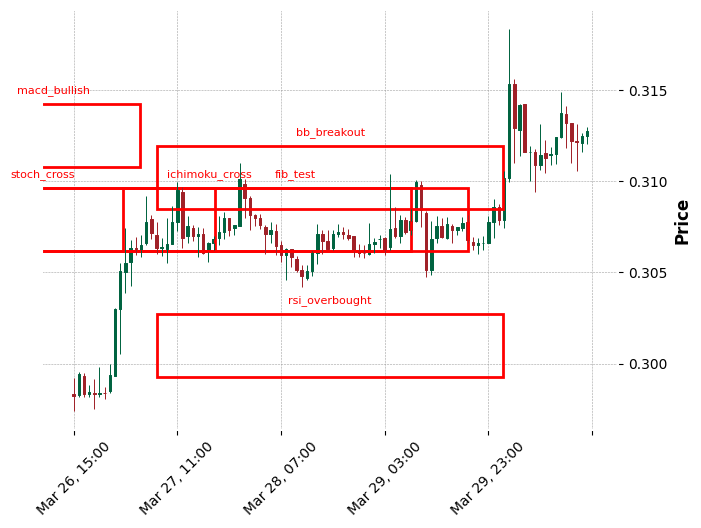 macd_bullish
bb_breakout
stoch_cross
ichimoku_cross
fib_test
rsi_overbought
0.315
0.310
0.305
0.300
Price
Mar 26, 15:00
Mar 27, 11:00
Mar 28, 07:00
Mar 29, 03:00
Mar 29, 23:00